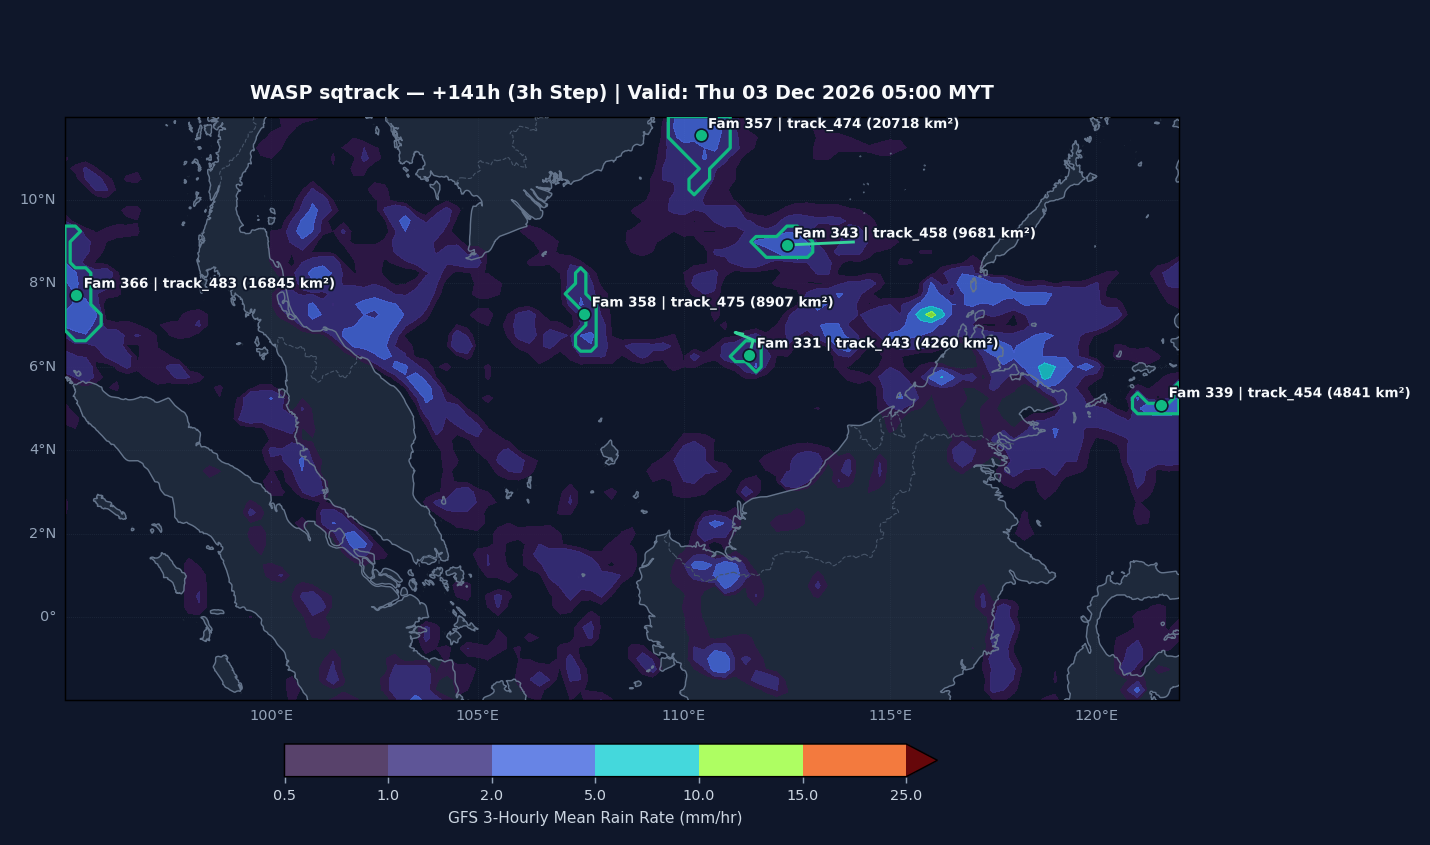 WASP sqtrack — +141h (3h Step) | Valid: Thu 03 Dec 2026 05:00 MYT
Fam 357 | track_474 (20718 km²)
10°N
Fam 343 | track_458 (9681 km²)
8°N
Fam 366 | track_483 (16845 km²)
Fam 358 | track_475 (8907 km²)
Fam 331 | track_443 (4260 km²)
6°N
Fam 339 | track_454 (4841 km²)
4°N
2°N
0°
100°E 105°E 110°E 115°E 120°E
0.5 1.0 2.0 5.0 10.0 15.0 25.0
GFS 3-Hourly Mean Rain Rate (mm/hr)